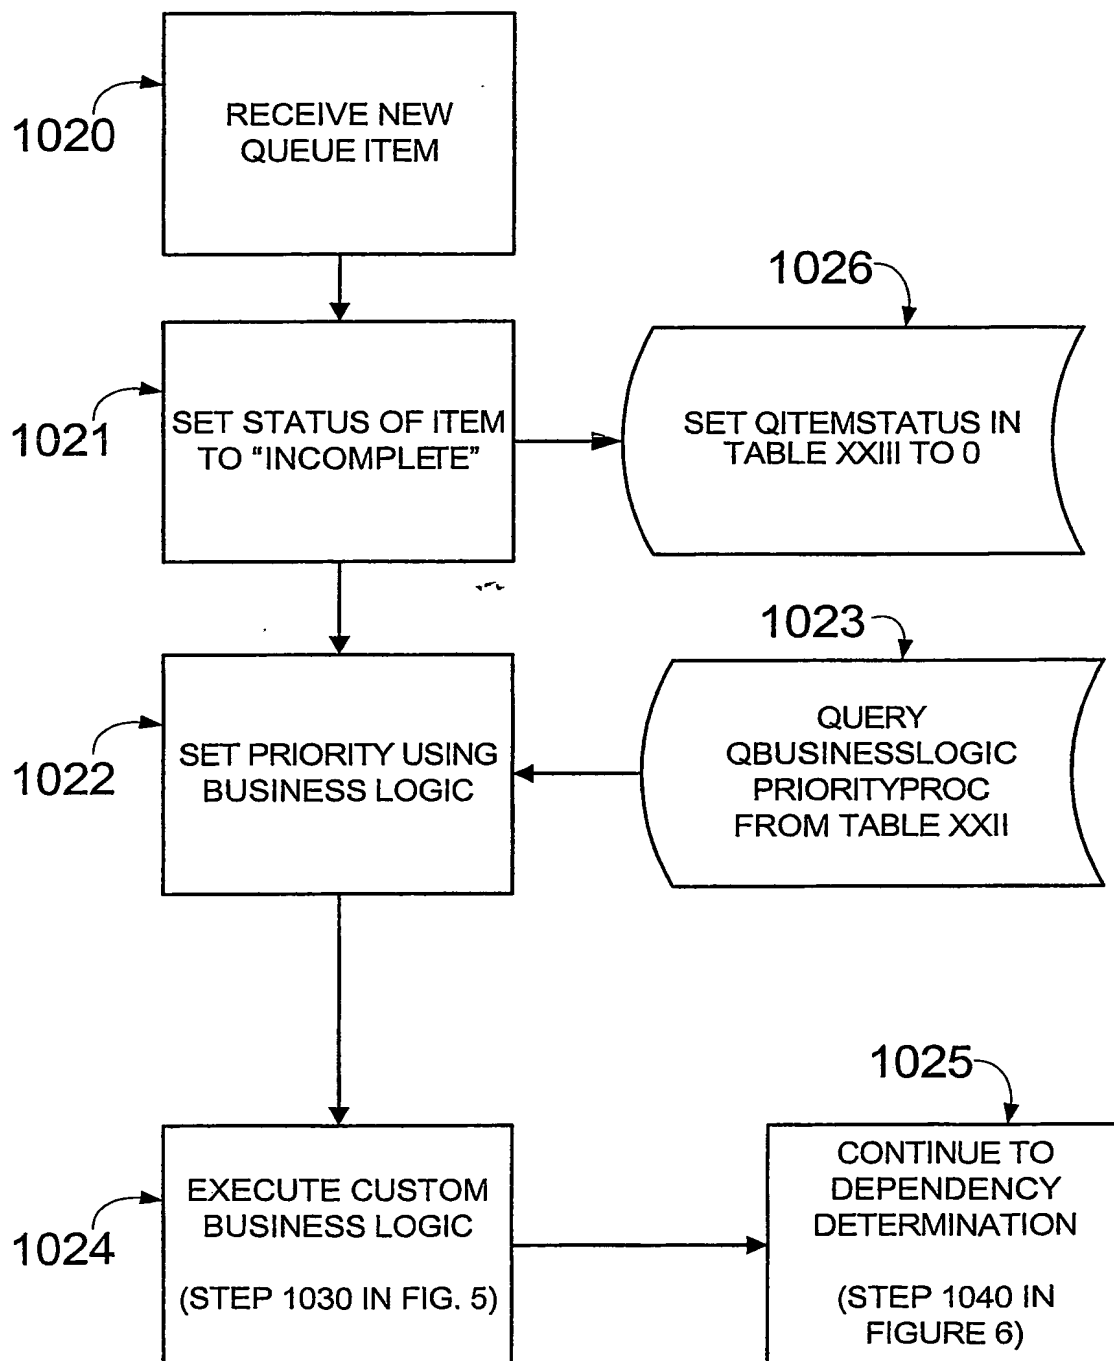 1020
RECEIVE NEW
QUEUE ITEM
1021
SET STATUS OF ITEM
TO “INCOMPLETE”
1026
SET QITEMSTATUS IN
TABLE XXIII TO 0
1022
SET PRIORITY USING
BUSINESS LOGIC
1023
QUERY
QBUSINESSLOGIC
PRIORITYPROC
FROM TABLE XXII
1024
EXECUTE CUSTOM
BUSINESS LOGIC
(STEP 1030 IN FIG. 5)
1025
CONTINUE TO
DEPENDENCY
DETERMINATION
(STEP 1040 IN
FIGURE 6)